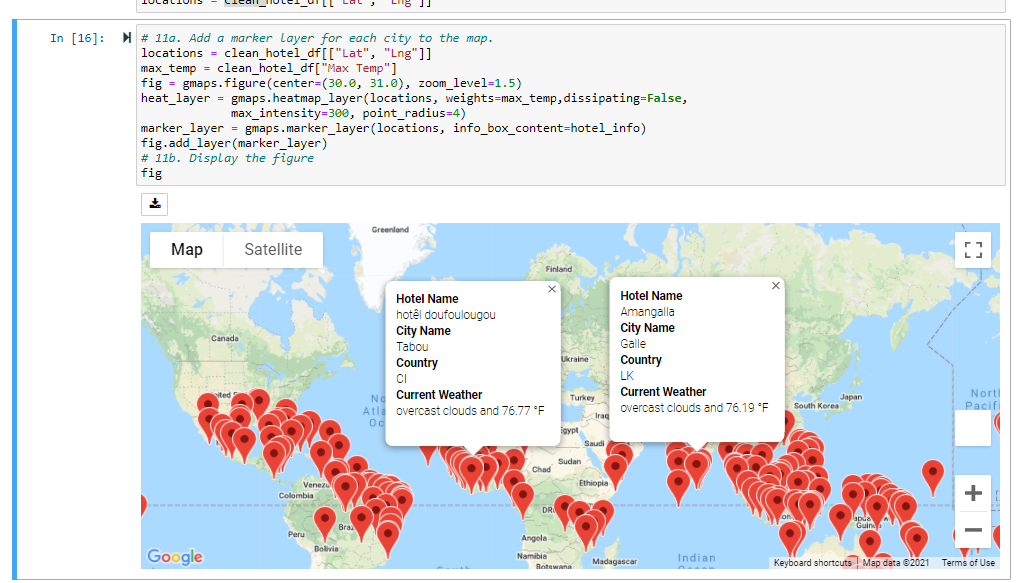 locations = clean_hotel_df[["Lat", "Lng"]]
In [16]:
# 11a. Add a marker layer for each city to the map.
locations = clean_hotel_df[["Lat", "Lng"]]
max_temp = clean_hotel_df["Max Temp"]
fig = gmaps.figure(center=(30.0, 31.0), zoom_level=1.5)
heat_layer = gmaps.heatmap_layer(locations, weights=max_temp,dissipating=False,
max_intensity=300, point_radius=4)
marker_layer = gmaps.marker_layer(locations, info_box_content=hotel_info)
fig.add_layer(marker_layer)
# 11b. Display the figure
fig
Map Satellite
Greenland
Finland
Canada
Hotel Name
hotêl doufoulougou
City Name
Tabou
Country
CI
Current Weather
overcast clouds and 76.77 °F
Hotel Name
Amangalla
City Name
Galle
Country
LK
Current Weather
overcast clouds and 76.19 °F
Ukraine
Turkey
Iraq
Egypt
Saudi
Japan
South Korea
North
Pacific
Chad
Sudan
Ethiopia
Colombia
Peru
Bolivia
Angola
Namibia
Botswana
Madagascar
Indian
Google
Keyboard shortcuts Map data ©2021 Terms of Use